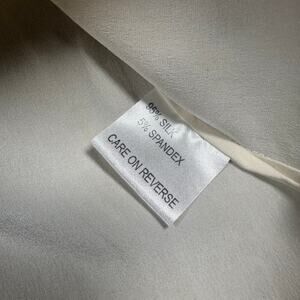 95% SILK
5% SPANDEX
CARE ON REVERSE